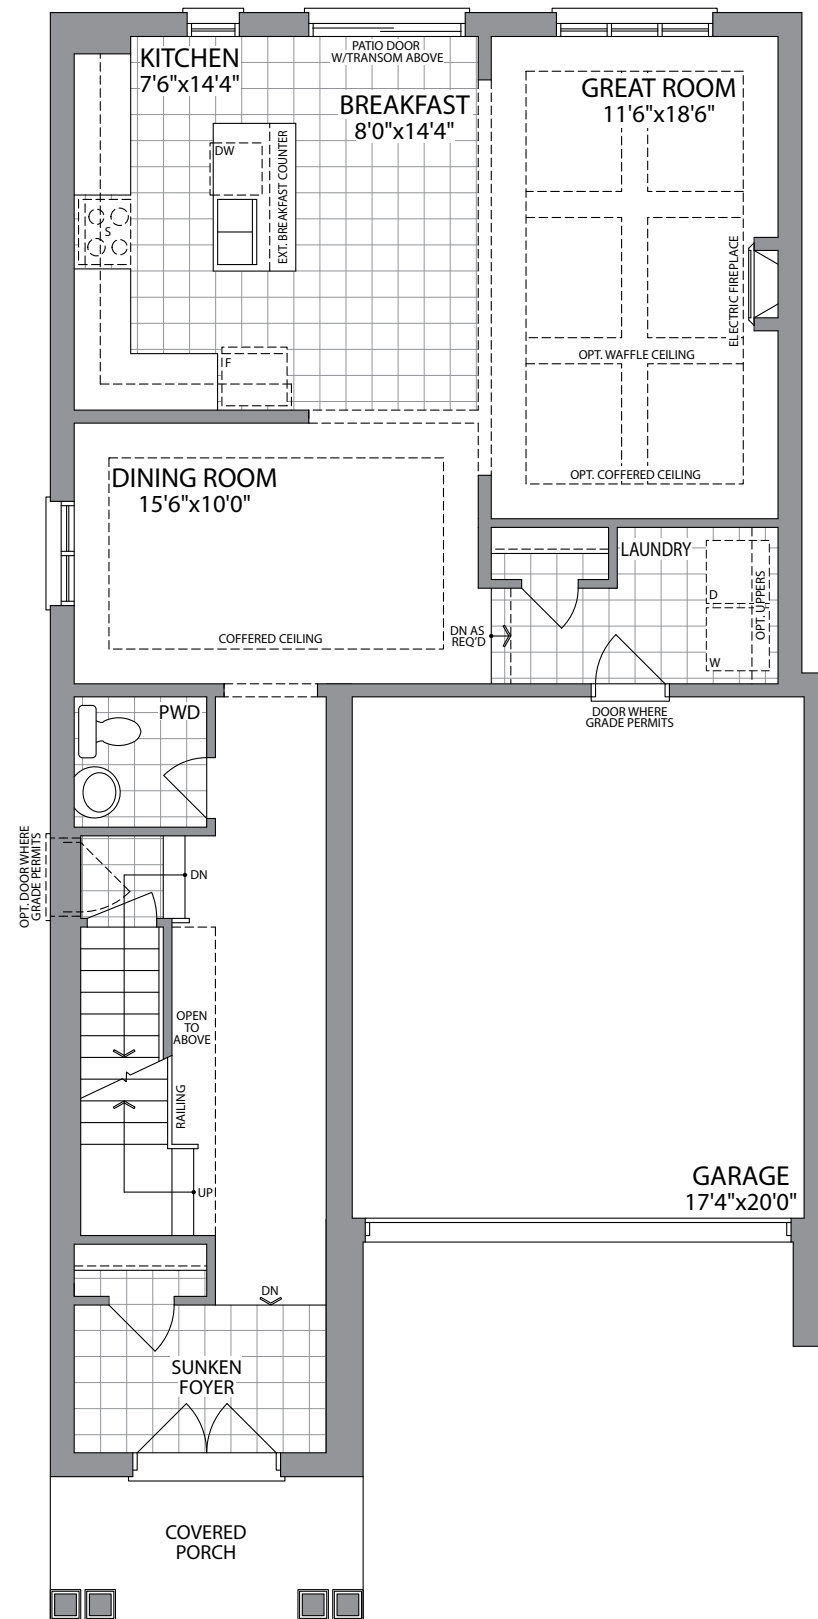 KITCHEN
7'6"x14'4"
PATIO DOOR
W/TRANSOM ABOVE
BREAKFAST
8'0"x14'4"
GREAT ROOM
11'6"x18'6"
DW
EXT. BREAKFAST COUNTER
S
F
ELECTRIC FIREPLACE
OPT. WAFFLE CEILING
OPT. COFFERED CEILING
DINING ROOM
15'6"x10'0"
COFFERED CEILING
LAUNDRY
D
W
OPT. UPPERS
DN AS
REQ'D
DOOR WHERE
GRADE PERMITS
PWD
OPT. DOOR WHERE
GRADE PERMITS
DN
OPEN
TO
ABOVE
RAILING
UP
GARAGE
17'4"x20'0"
DN
SUNKEN
FOYER
COVERED
PORCH